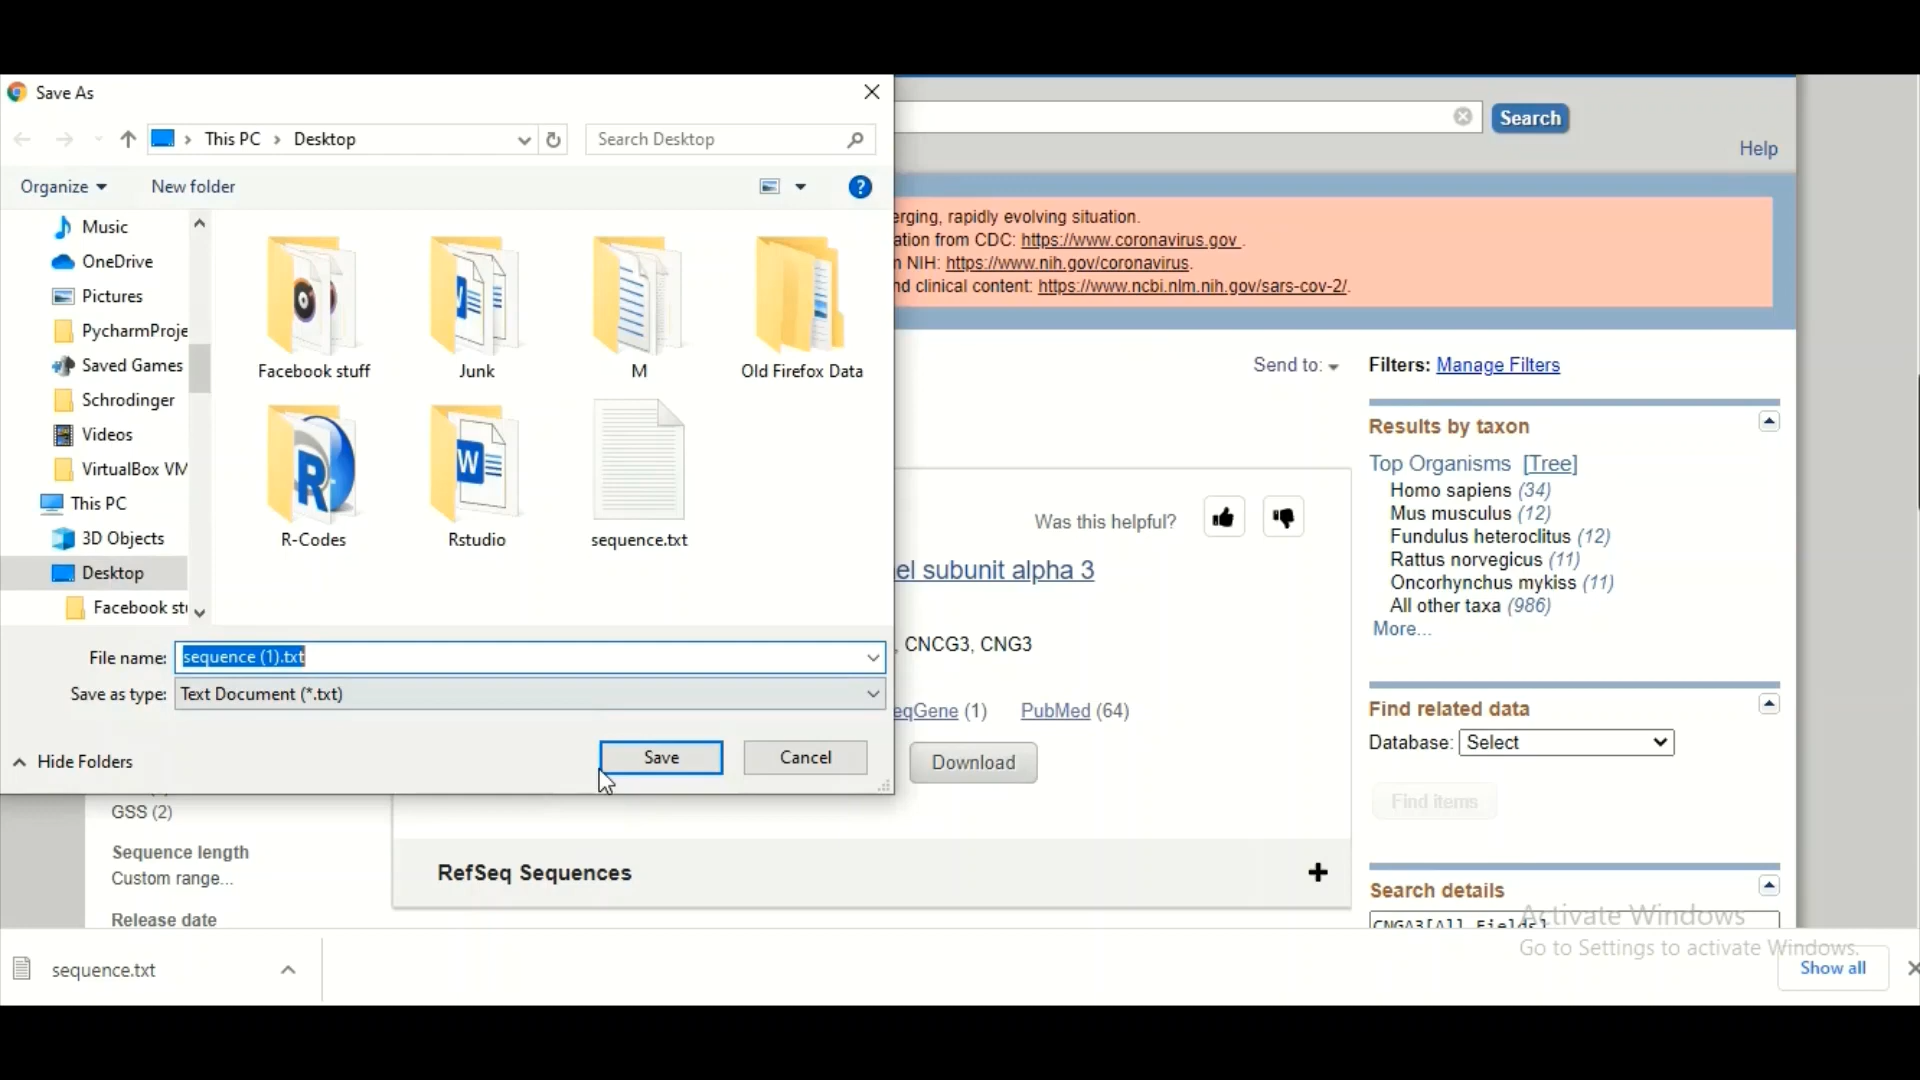 Save As
This PC
Desktop
Search Desktop
Organize
New folder
Music
OneDrive
Pictures
PycharmProje
Saved Games
Schrodinger
Videos
VirtualBox VM
This PC
3D Objects
Desktop
Facebook stu
Facebook stuff
Junk
M
Old Firefox Data
R-Codes
Rstudio
sequence.txt
File name: sequence (1).txt
Save as type: Text Document (*.txt)
Hide Folders
Save
Cancel
Search
Help
erging, rapidly evolving situation.
ation from CDC: https://www.coronavirus.gov.
NIH: https://www.nih.gov/coronavirus.
nd clinical content: https://www.ncbi.nlm.nih.gov/sars-cov-2/.
Send to:
Was this helpful?
el subunit alpha 3
, CNCG3, CNG3
eqGene (1) PubMed (64)
Download
GSS (2)
Sequence length
Custom range...
Release date
RefSeq Sequences
Filters: Manage Filters
Results by taxon
Top Organisms [Tree]
Homo sapiens (34)
Mus musculus (12)
Fundulus heteroclitus (12)
Rattus norvegicus (11)
Oncorhynchus mykiss (11)
All other taxa (986)
More...
Find related data
Database: Select
Find items
Search details
CNGA3[All Fields]
Activate Windows
Go to Settings to activate Windows.
sequence.txt
Show all